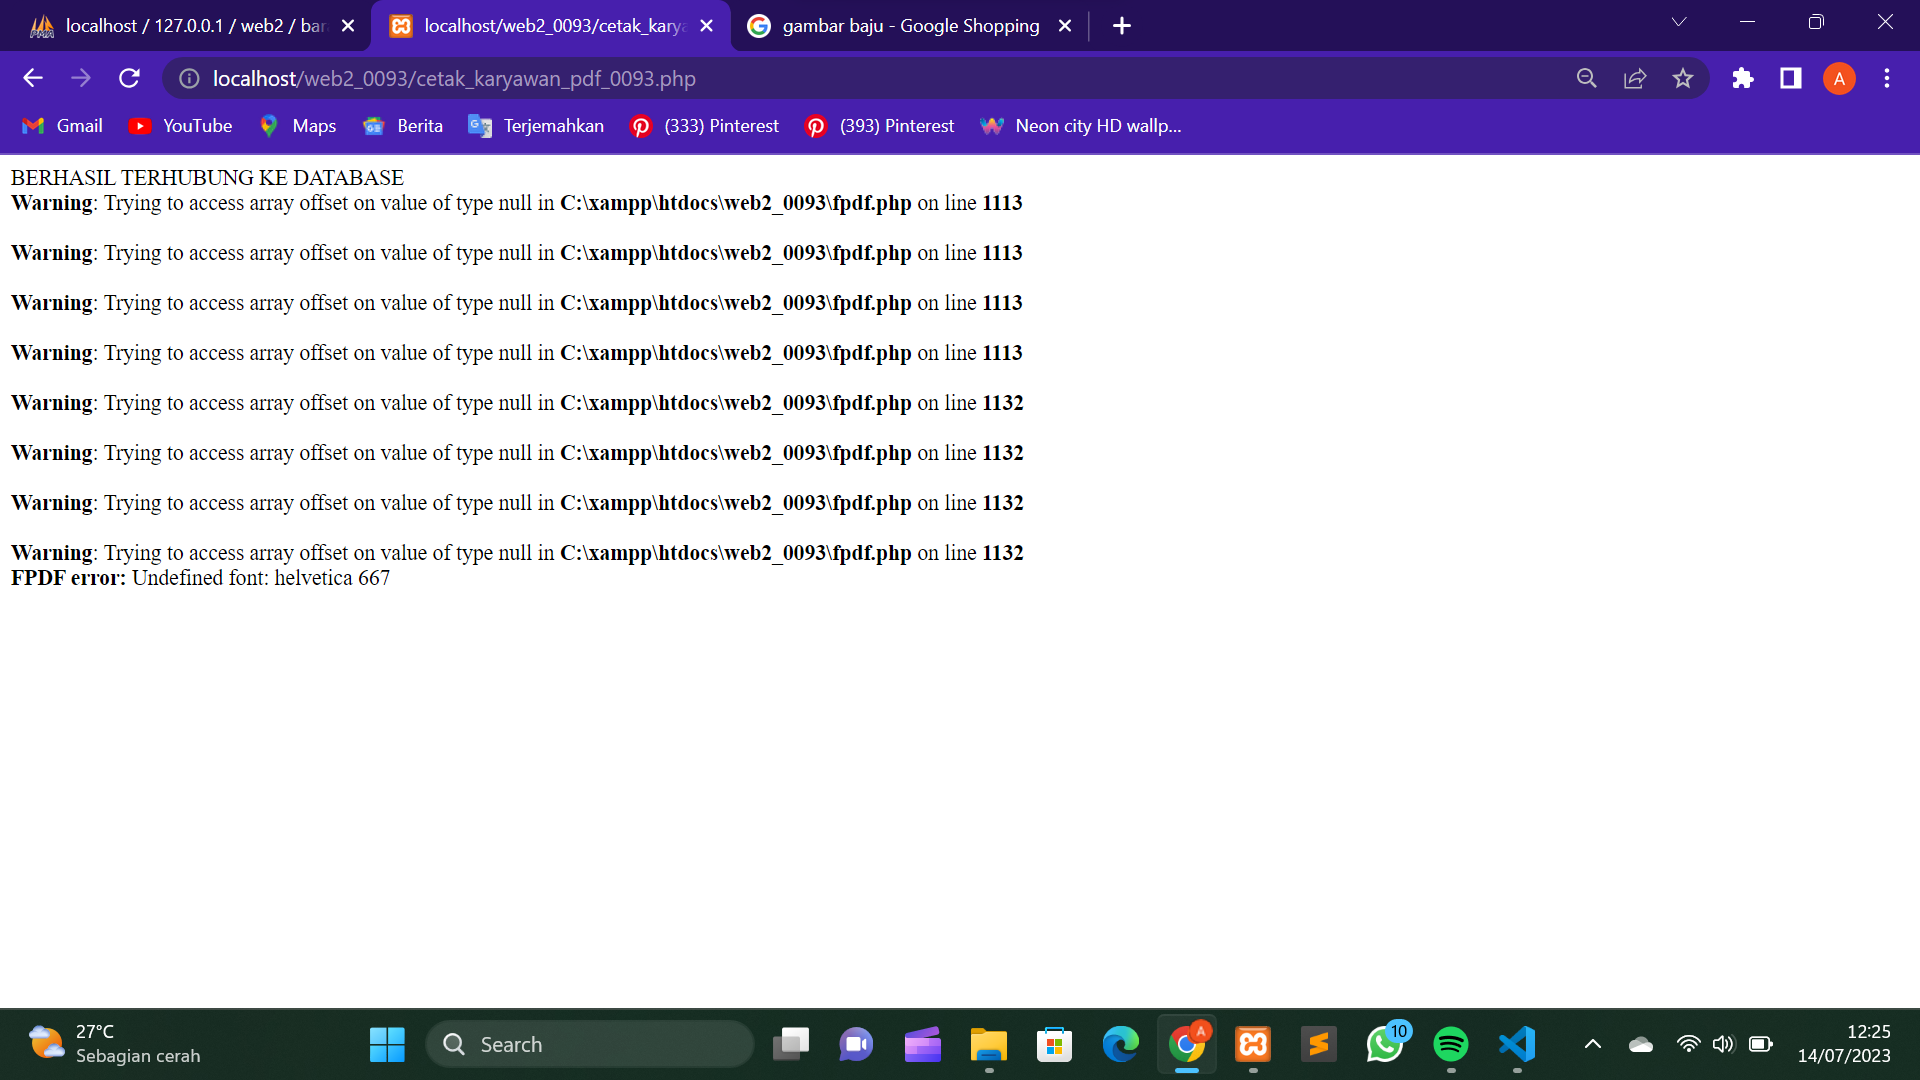 localhost / 127.0.0.1 / web2 / bar
localhost/web2_0093/cetak_karya
gambar baju - Google Shopping
localhost/web2_0093/cetak_karyawan_pdf_0093.php
A
Gmail
YouTube
Maps
Berita
Terjemahkan
(333) Pinterest
(393) Pinterest
Neon city HD wallp...
BERHASIL TERHUBUNG KE DATABASE
Warning: Trying to access array offset on value of type null in C:\xampp\htdocs\web2_0093\fpdf.php on line 1113
Warning: Trying to access array offset on value of type null in C:\xampp\htdocs\web2_0093\fpdf.php on line 1113
Warning: Trying to access array offset on value of type null in C:\xampp\htdocs\web2_0093\fpdf.php on line 1113
Warning: Trying to access array offset on value of type null in C:\xampp\htdocs\web2_0093\fpdf.php on line 1113
Warning: Trying to access array offset on value of type null in C:\xampp\htdocs\web2_0093\fpdf.php on line 1132
Warning: Trying to access array offset on value of type null in C:\xampp\htdocs\web2_0093\fpdf.php on line 1132
Warning: Trying to access array offset on value of type null in C:\xampp\htdocs\web2_0093\fpdf.php on line 1132
Warning: Trying to access array offset on value of type null in C:\xampp\htdocs\web2_0093\fpdf.php on line 1132
FPDF error: Undefined font: helvetica 667
27°C
Sebagian cerah
Search
A
10
12:25
14/07/2023